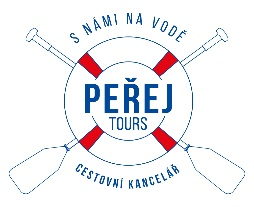 S NÁMI NA VODĚ
PEŘEJ
TOURS
CESTOVNÍ KANCELÁŘ